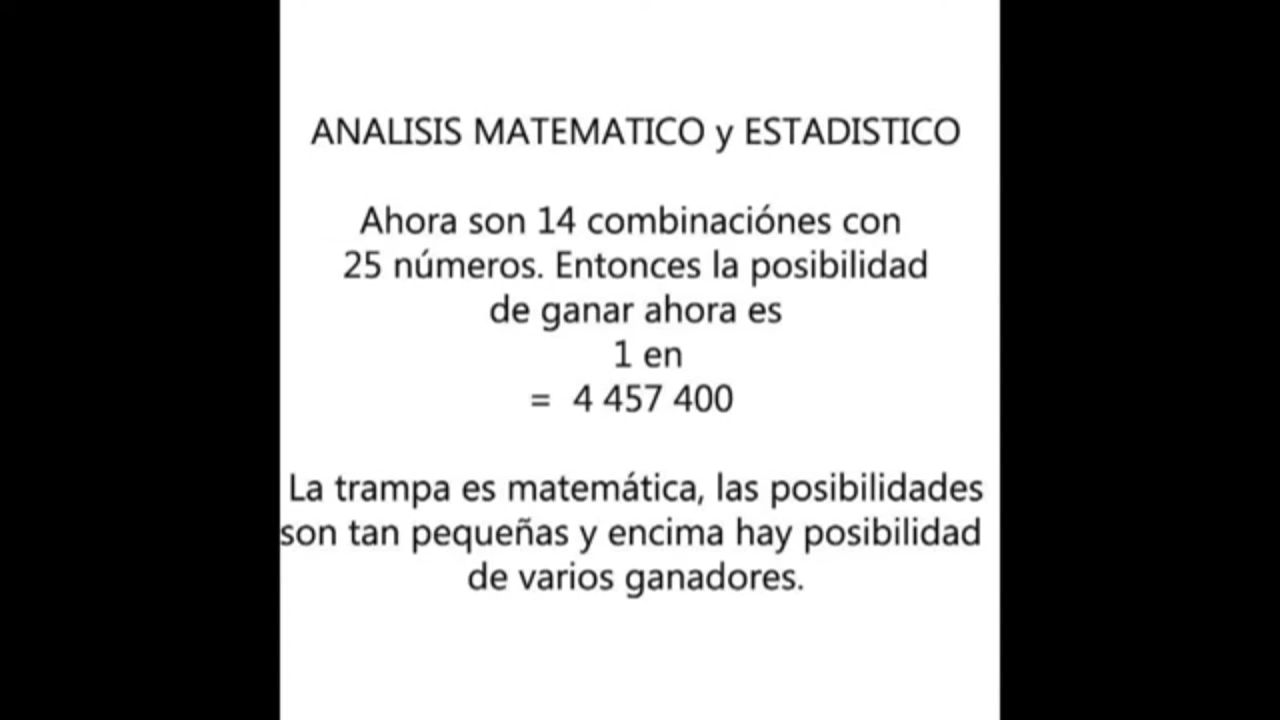 ANALISIS MATEMATICO y ESTADISTICO
Ahora son 14 combinaciónes con
25 números. Entonces la posibilidad
de ganar ahora es
1 en
= 4 457 400
La trampa es matemática, las posibilidades
son tan pequeñas y encima hay posibilidad
de varios ganadores.